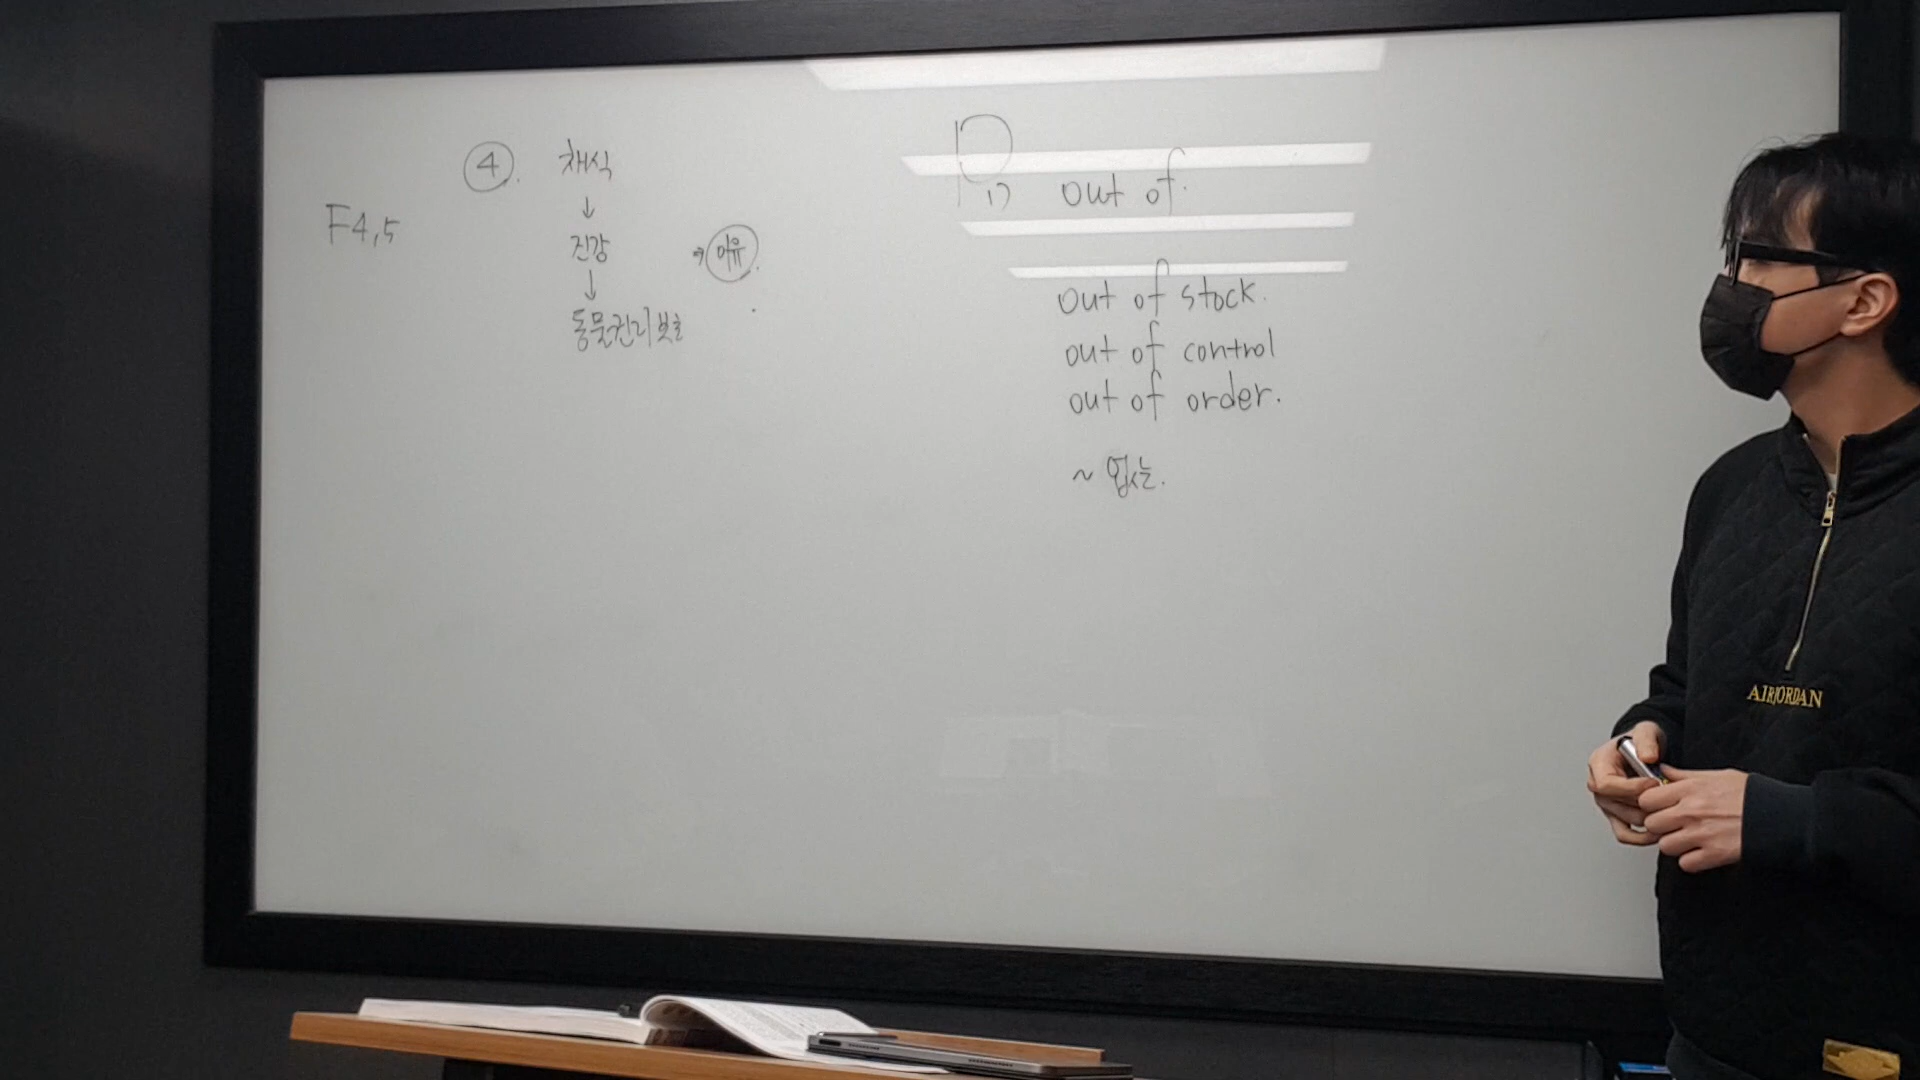 F4,5
④. 채식
↓
건강
→ 이유.
↓
동물권리보호
P
17 out of.
out of stock.
out of control
out of order.
~ 없는.
AIR JORDAN